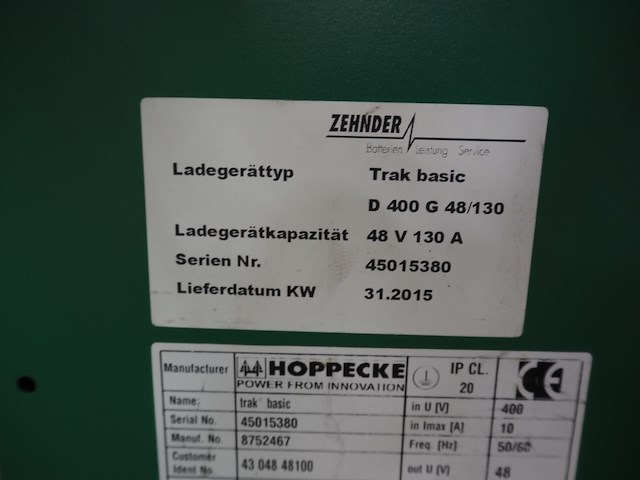 ZEHNDER
Batterien Leistung Service
Ladegerättyp Trak basic
D 400 G 48/130
Ladegerätkapazität 48 V 130 A
Serien Nr. 45015380
Lieferdatum KW 31.2015
Manufacturer HOPPECKE IP CL. CE
POWER FROM INNOVATION 20
Name: trak basic in U [V] 400
Serial No. 45015380 in Imax [A] 10
Manuf. No. 8752467 Freq. [Hz] 50/60
Customer
Ident No. 43 048 48100 out U (V) 48